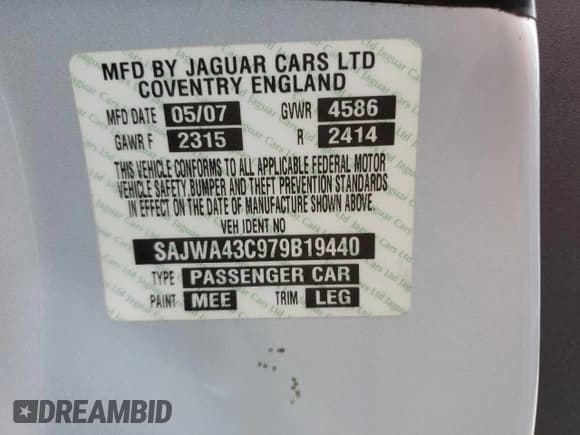 MFD BY JAGUAR CARS LTD
COVENTRY ENGLAND
MFD DATE 05/07 GVWR 4586
GAWR F 2315 R 2414
THIS VEHICLE CONFORMS TO ALL APPLICABLE FEDERAL MOTOR
VEHICLE SAFETY BUMPER AND THEFT PREVENTION STANDARDS
IN EFFECT ON THE DATE OF MANUFACTURE SHOWN ABOVE.
VEH IDENT NO
SAJWA43C979B19440
TYPE PASSENGER CAR
PAINT MEE TRIM LEG
DREAMBID